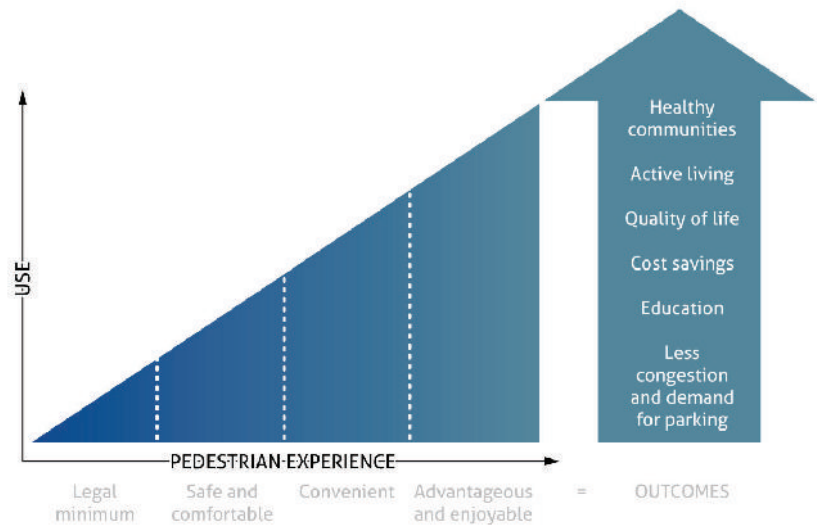 Healthy
communities
Active living
Quality of life
Cost savings
Education
Less
congestion
and demand
for parking
USE
PEDESTRIAN EXPERIENCE
Legal
minimum
Safe and
comfortable
Convenient
Advantageous
and enjoyable
=
OUTCOMES